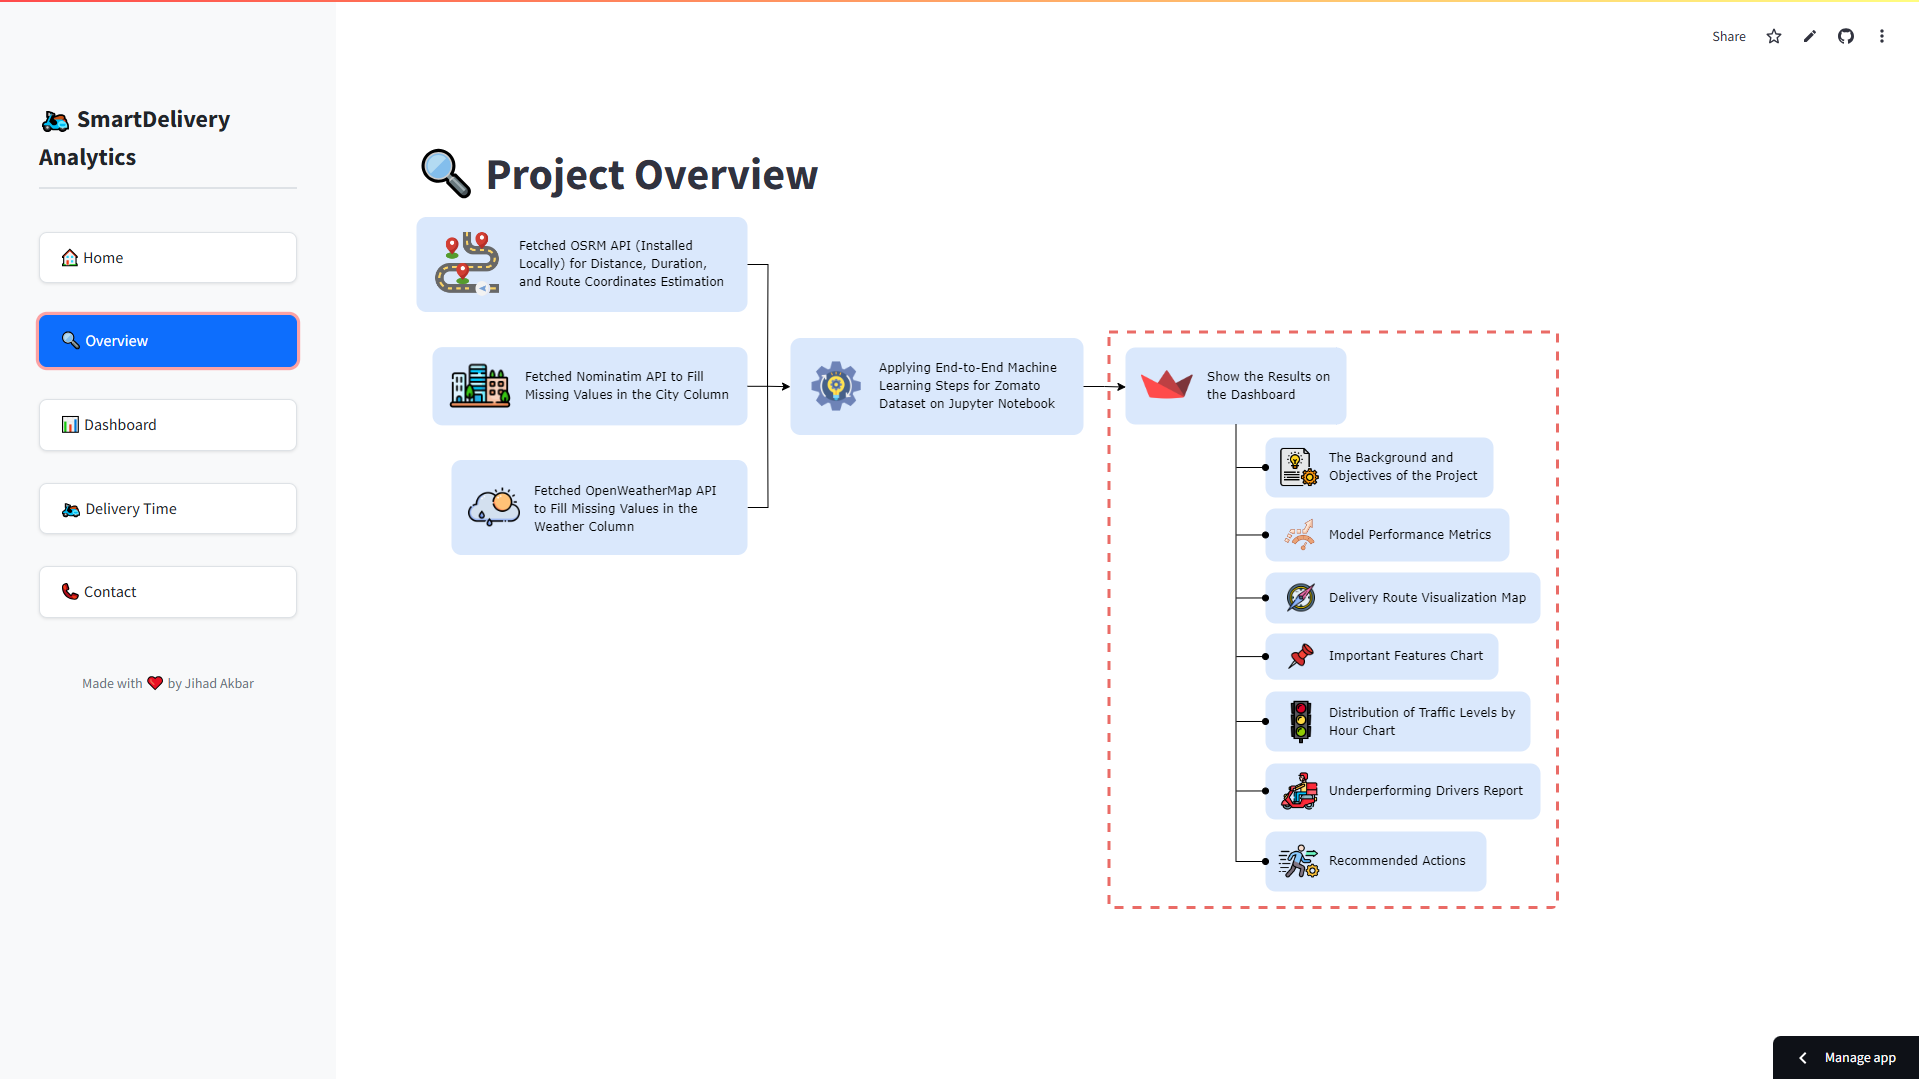 Share
SmartDelivery
Analytics
Home
Overview
Dashboard
Delivery Time
Contact
Made with ❤️ by Jihad Akbar
Project Overview
Fetched OSRM API (Installed
Locally) for Distance, Duration,
and Route Coordinates Estimation
Fetched Nominatim API to Fill
Missing Values in the City Column
Fetched OpenWeatherMap API
to Fill Missing Values in the
Weather Column
Applying End-to-End Machine
Learning Steps for Zomato
Dataset on Jupyter Notebook
Show the Results on
the Dashboard
The Background and
Objectives of the Project
Model Performance Metrics
Delivery Route Visualization Map
Important Features Chart
Distribution of Traffic Levels by
Hour Chart
Underperforming Drivers Report
Recommended Actions
Manage app